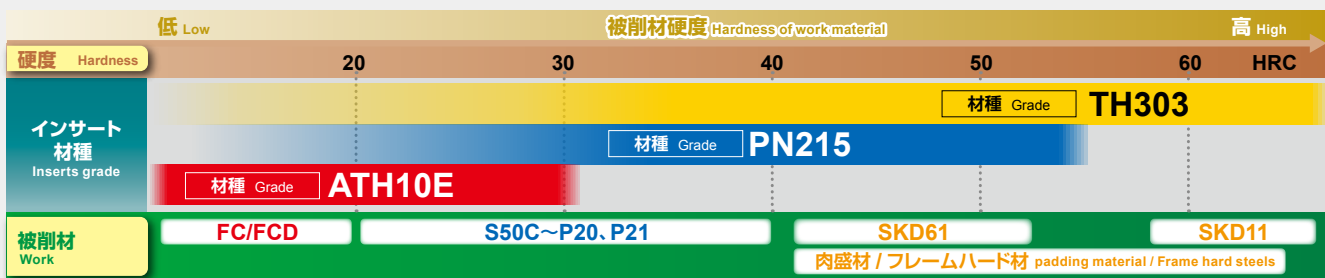 低 Low 被削材硬度 Hardness of work material 高 High
硬度 Hardness 20 30 40 50 60 HRC
インサート
材種
Inserts grade
材種 Grade TH303
材種 Grade PN215
材種 Grade ATH10E
被削材
Work
FC/FCD S50C～P20、P21 SKD61 SKD11
肉盛材 / フレームハード材 padding material / Frame hard steels